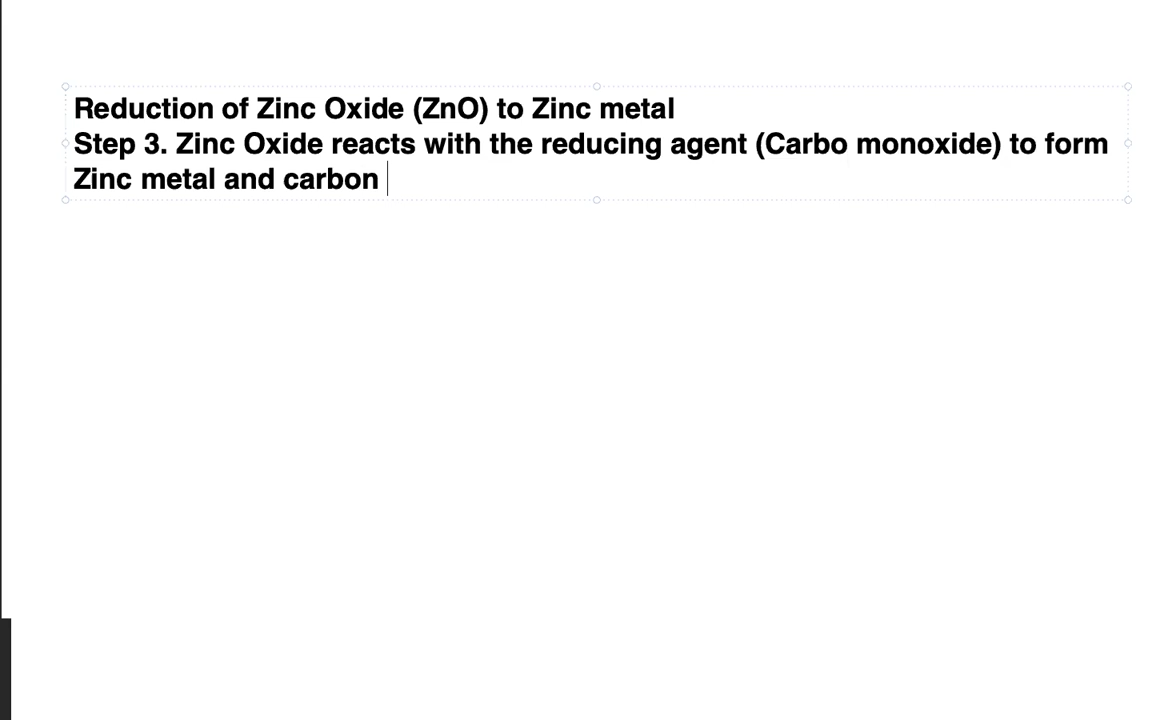 Reduction of Zinc Oxide (ZnO) to Zinc metal
Step 3. Zinc Oxide reacts with the reducing agent (Carbo monoxide) to form
Zinc metal and carbon